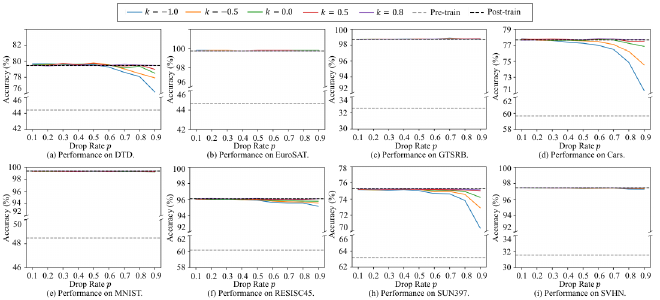 k = −1.0 k = −0.5 k = 0.0 k = 0.5 k = 0.8 Pre-train Post-train
Accuracy (%)
80
78
76
46
44
42
0.1 0.2 0.3 0.4 0.5 0.6 0.7 0.8 0.9
Drop Rate p
(a) Performance on DTD.
Accuracy (%)
100
98
96
46
44
42
0.1 0.2 0.3 0.4 0.5 0.6 0.7 0.8 0.9
Drop Rate p
(b) Performance on EuroSAT.
Accuracy (%)
100
98
96
94
92
34
32
30
0.1 0.2 0.3 0.4 0.5 0.6 0.7 0.8 0.9
Drop Rate p
(c) Performance on GTSRB.
Accuracy (%)
79
77
75
73
71
62
60
58
0.1 0.2 0.3 0.4 0.5 0.6 0.7 0.8 0.9
Drop Rate p
(d) Performance on Cars.
Accuracy (%)
98
96
94
92
50
48
46
0.1 0.2 0.3 0.4 0.5 0.6 0.7 0.8 0.9
Drop Rate p
(e) Performance on MNIST.
Accuracy (%)
100
98
96
94
92
62
60
58
0.1 0.2 0.3 0.4 0.5 0.6 0.7 0.8 0.9
Drop Rate p
(f) Performance on RESISC45.
Accuracy (%)
76
74
72
70
66
64
62
0.1 0.2 0.3 0.4 0.5 0.6 0.7 0.8 0.9
Drop Rate p
(h) Performance on SUN397.
Accuracy (%)
100
98
96
94
92
34
32
30
0.1 0.2 0.3 0.4 0.5 0.6 0.7 0.8 0.9
Drop Rate p
(i) Performance on SVHN.